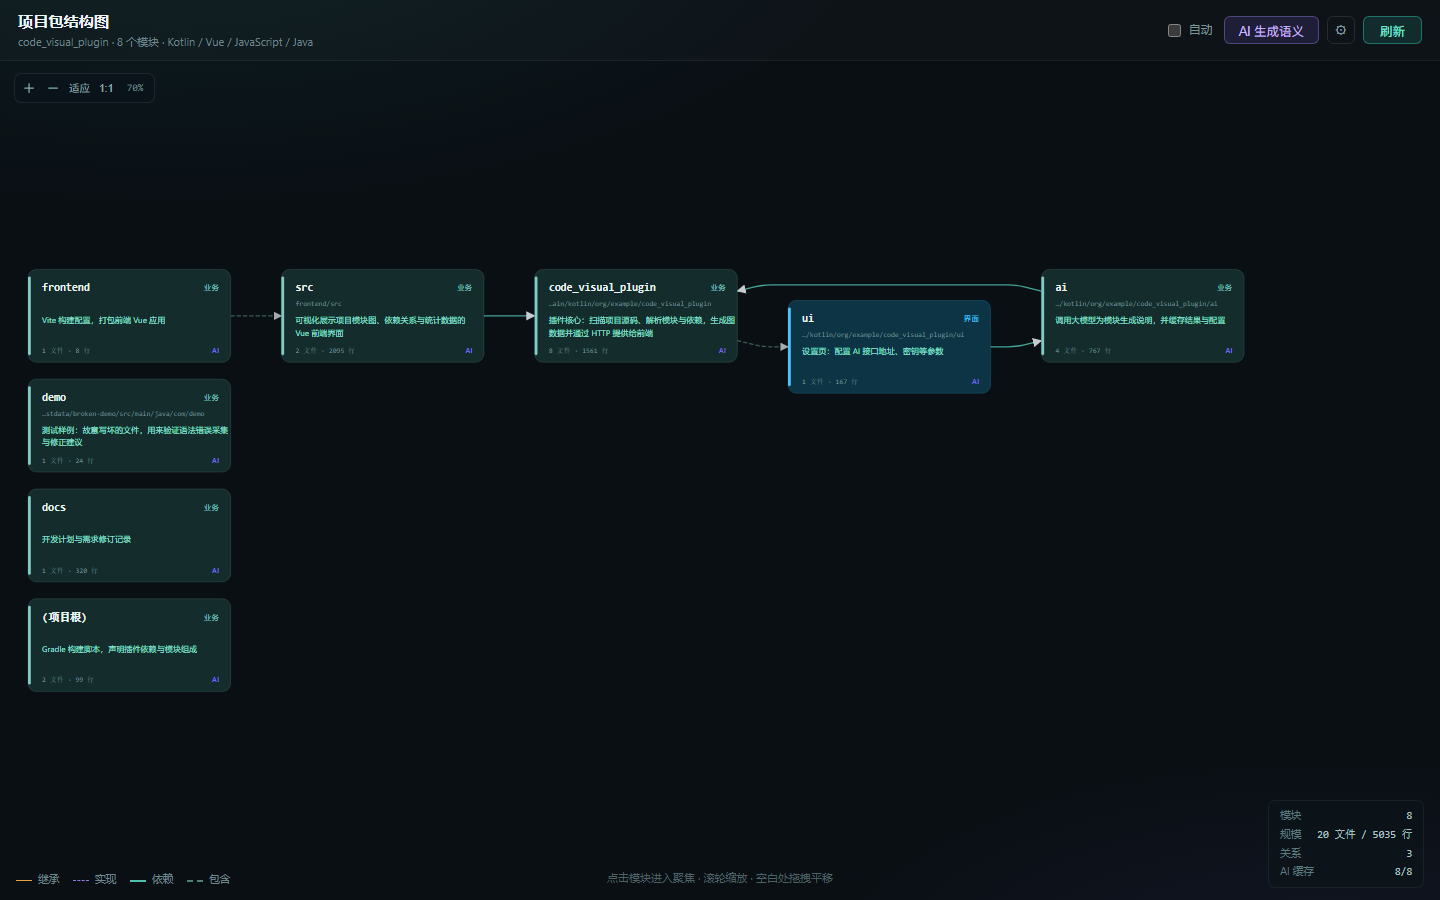 项目包结构图
code_visual_plugin · 8 个模块 · Kotlin / Vue / JavaScript / Java
自动
AI 生成语义
刷新
+ − 适应 1:1 70%
frontend 业务
Vite 构建配置，打包前端 Vue 应用
1 文件 · 8 行 AI
src 业务
frontend/src
可视化展示项目模块图、依赖关系与统计数据的
Vue 前端界面
2 文件 · 2095 行 AI
code_visual_plugin 业务
…ain/kotlin/org/example/code_visual_plugin
插件核心：扫描项目源码、解析模块与依赖，生成图
数据并通过 HTTP 提供给前端
8 文件 · 1561 行 AI
ui 界面
…/kotlin/org/example/code_visual_plugin/ui
设置页：配置 AI 接口地址、密钥等参数
1 文件 · 167 行 AI
ai 业务
…/kotlin/org/example/code_visual_plugin/ai
调用大模型为模块生成说明，并缓存结果与配置
4 文件 · 767 行 AI
demo 业务
…stdata/broken-demo/src/main/java/com/demo
测试样例：故意写坏的文件，用来验证语法错误采集
与修正建议
1 文件 · 24 行 AI
docs 业务
开发计划与需求修订记录
1 文件 · 320 行 AI
(项目根) 业务
Gradle 构建脚本，声明插件依赖与模块组成
2 文件 · 99 行 AI
模块 8
规模 20 文件 / 5035 行
关系 3
AI 缓存 8/8
继承 实现 依赖 包含
点击模块进入聚焦 · 滚轮缩放 · 空白处拖拽平移